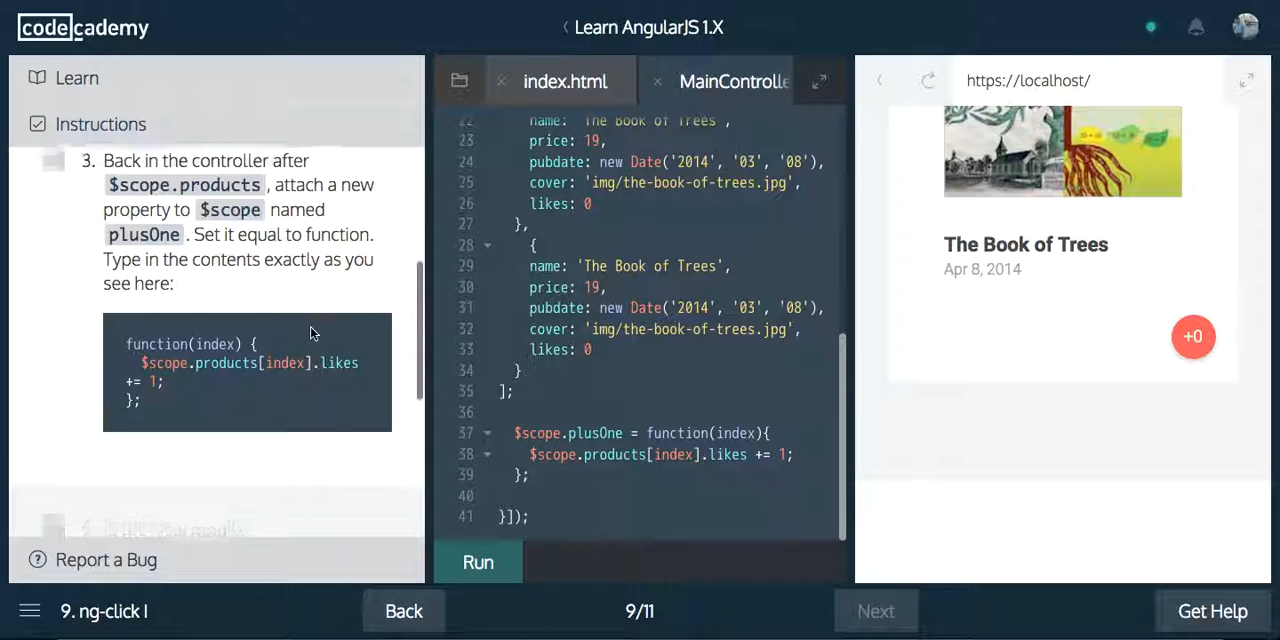 codecademy
Learn AngularJS 1.X
Learn
Instructions
3. Back in the controller after
$scope.products, attach a new
property to $scope named
plusOne. Set it equal to function.
Type in the contents exactly as you
see here:
function(index) {
$scope.products[index].likes
+= 1;
};
Report a Bug
index.html
MainControlle
22 name: 'The Book of Trees',
23 price: 19,
24 pubdate: new Date('2014', '03', '08'),
25 cover: 'img/the-book-of-trees.jpg',
26 likes: 0
27 },
28 {
29 name: 'The Book of Trees',
30 price: 19,
31 pubdate: new Date('2014', '03', '08'),
32 cover: 'img/the-book-of-trees.jpg',
33 likes: 0
34 }
35 ];
36
37 $scope.plusOne = function(index){
38 $scope.products[index].likes += 1;
39 };
40
41 }]);
Run
https://localhost/
The Book of Trees
Apr 8, 2014
+0
9. ng-click I
Back
9/11
Next
Get Help